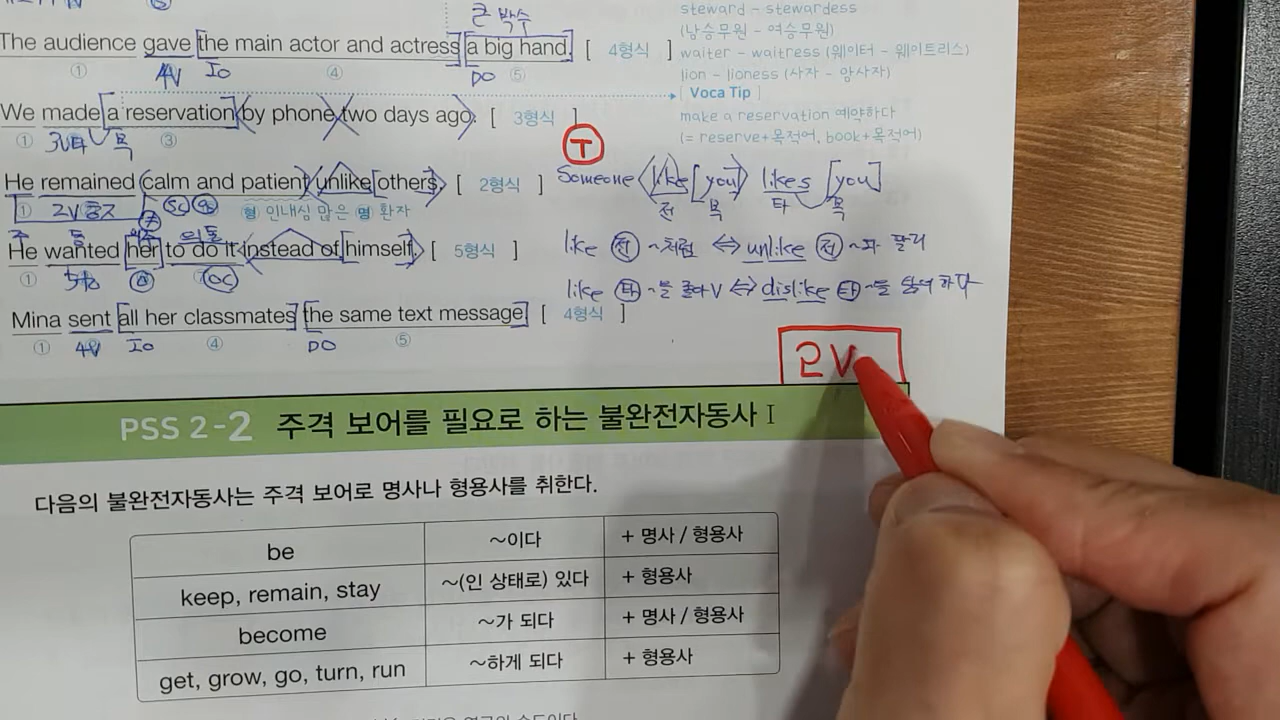 큰 박수
steward - stewardess
(남승무원 - 여승무원)
The audience gave [the main actor and actress] [a big hand.] [ 4형식 ]
① 4V IO ④ DO ⑤
waiter - waitress (웨이터 - 웨이트리스)
lion - lioness (사자 - 암사자)
[ Voca Tip ]
We made [a reservation] <by phone> <two days ago.> [ 3형식 ]
① 3V타 목 ③
make a reservation 예약하다
(= reserve+목적어, book+목적어)
T
He remained (calm and patient) <unlike [others.]> [ 2형식 ]
① 2V SC
형 인내심 많은 명 환자
Someone <like [you]> likes [you]
전 목 타 목
He wanted [her] to do it <instead of [himself.]> [ 5형식 ]
① 5V O OC
like 전 ~처럼 ⇔ unlike 전 ~와 달리
like 타 ~를 좋아V ⇔ dislike 타 ~를 싫어하다
Mina sent [all her classmates] [the same text message.] [ 4형식 ]
① 4V IO ④ DO ⑤
2V
PSS 2-2 주격 보어를 필요로 하는 불완전자동사 I
다음의 불완전자동사는 주격 보어로 명사나 형용사를 취한다.
be ~이다 + 명사 / 형용사
keep, remain, stay ~(인 상태로) 있다 + 형용사
become ~가 되다 + 명사 / 형용사
get, grow, go, turn, run ~하게 되다 + 형용사